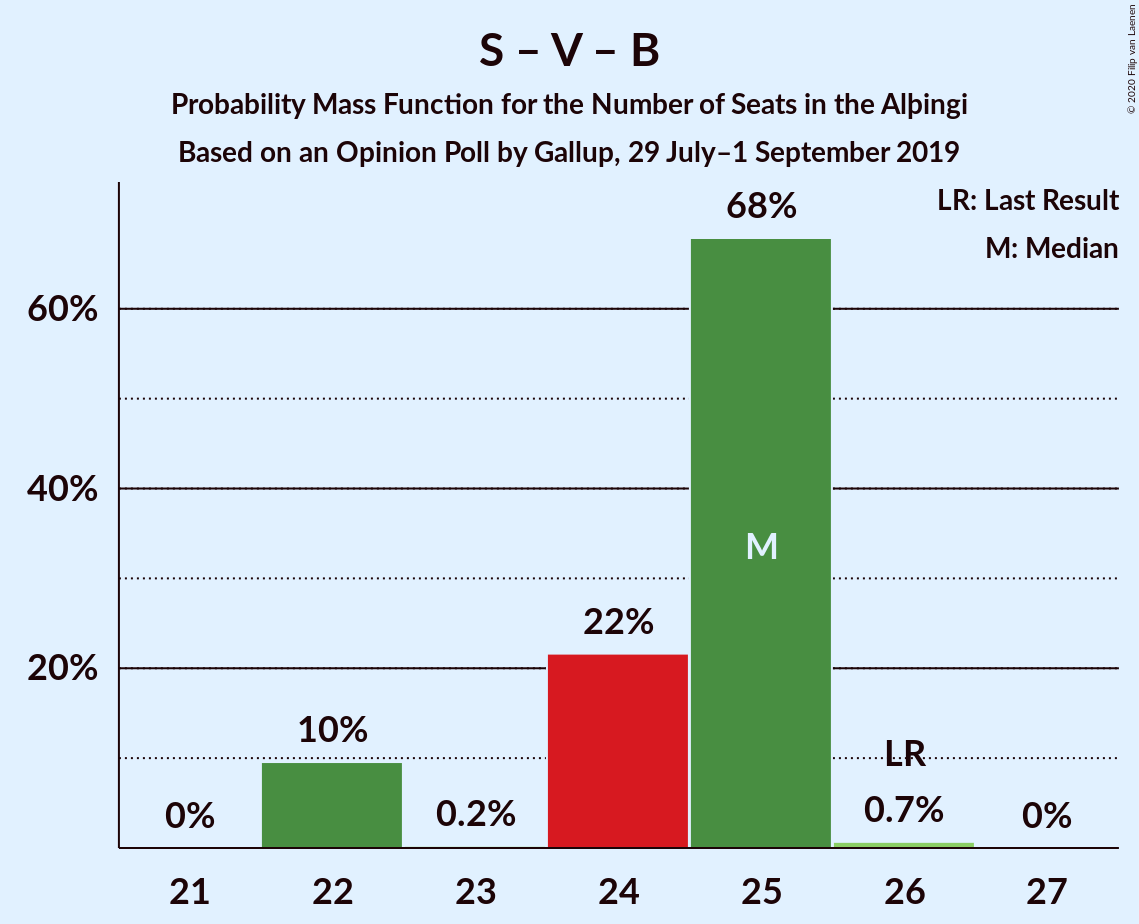 S – V – B
Probability Mass Function for the Number of Seats in the Alþingi
Based on an Opinion Poll by Gallup, 29 July–1 September 2019
© 2020 Filip van Laenen
LR: Last Result
M: Median
68%
60%
40%
M
22%
20%
10%
LR
0%
0.2%
0.7%
0%
21 22 23 24 25 26 27